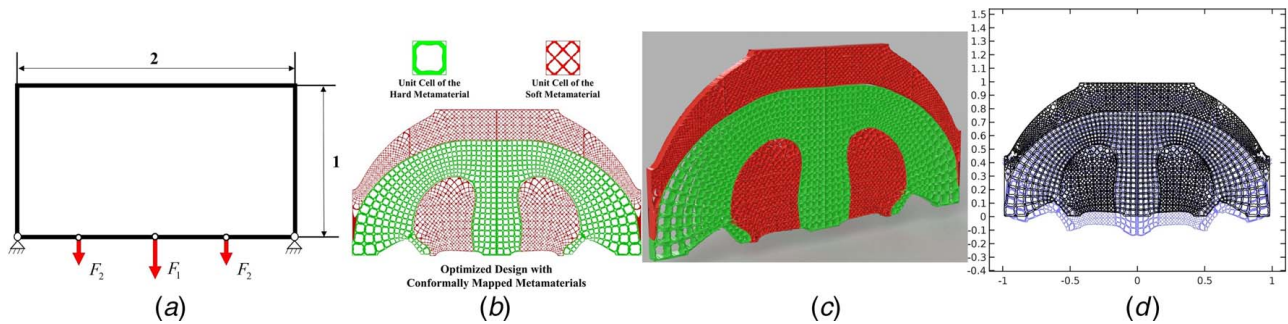 (a)
2
1
F2
F1
F2
(b)
Unit Cell of the
Hard Metamaterial
Unit Cell of the
Soft Metamaterial
Optimized Design with
Conformally Mapped Metamaterials
(c)
(d)
1.5
1.4
1.3
1.2
1.1
1
0.9
0.8
0.7
0.6
0.5
0.4
0.3
0.2
0.1
0
-0.1
-0.2
-0.3
-0.4
-1
-0.5
0
0.5
1